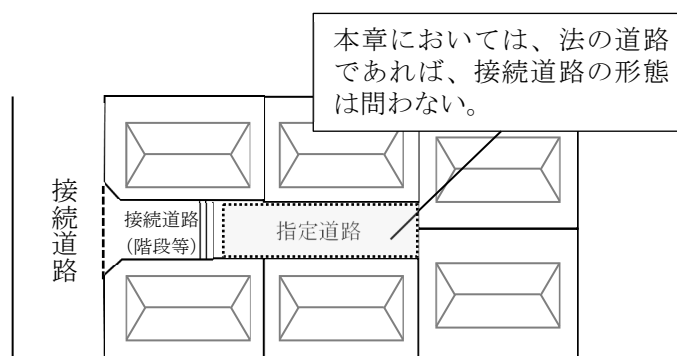 本章においては、法の道路
であれば、接続道路の形態
は問わない。
接続道路
接続道路
(階段等)
指定道路